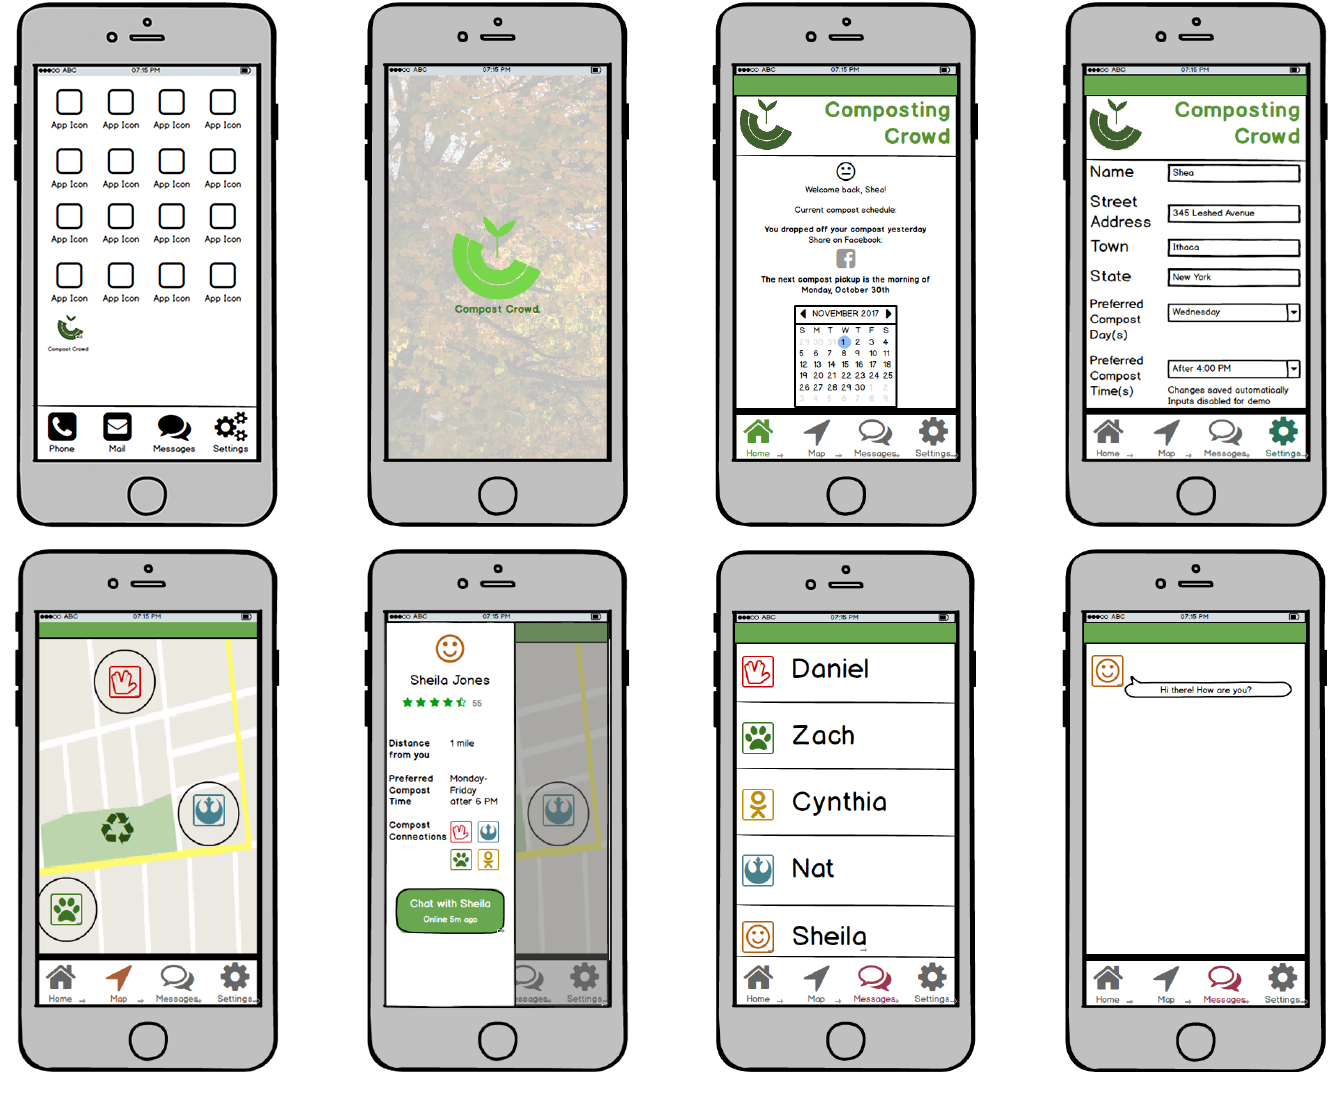 ABC 07:15 PM
App Icon App Icon App Icon App Icon
App Icon App Icon App Icon App Icon
App Icon App Icon App Icon App Icon
App Icon App Icon App Icon App Icon
Compost Crowd
Phone Mail Messages Settings
ABC 07:15 PM
Compost Crowd
ABC 07:15 PM
Composting
Crowd
Welcome back, Shea!
Current compost schedule:
You dropped off your compost yesterday
Share on Facebook:
The next compost pickup is the morning of
Monday, October 30th
NOVEMBER 2017
S M T W T F S
29 30 31 1 2 3 4
5 6 7 8 9 10 11
12 13 14 15 16 17 18
19 20 21 22 23 24 25
26 27 28 29 30 1 2
3 4 5 6 7 8 9
Home Map Messages Settings
ABC 07:15 PM
Composting
Crowd
Name Shea
Street
Address 345 Leshed Avenue
Town Ithaca
State New York
Preferred
Compost Wednesday
Day(s)
Preferred
Compost After 4:00 PM
Time(s) Changes saved automatically
Inputs disabled for demo
Home Map Messages Settings
ABC 07:15 PM
Home Map Messages Settings
ABC 07:15 PM
Sheila Jones
55
Distance 1 mile
from you
Preferred Monday-
Compost Friday
Time after 6 PM
Compost
Connections
Chat with Sheila
Online 5m ago
Settings
ABC 07:15 PM
Daniel
Zach
Cynthia
Nat
Sheila
Home Map Messages Settings
ABC 07:15 PM
Hi there! How are you?
Home Map Messages Settings